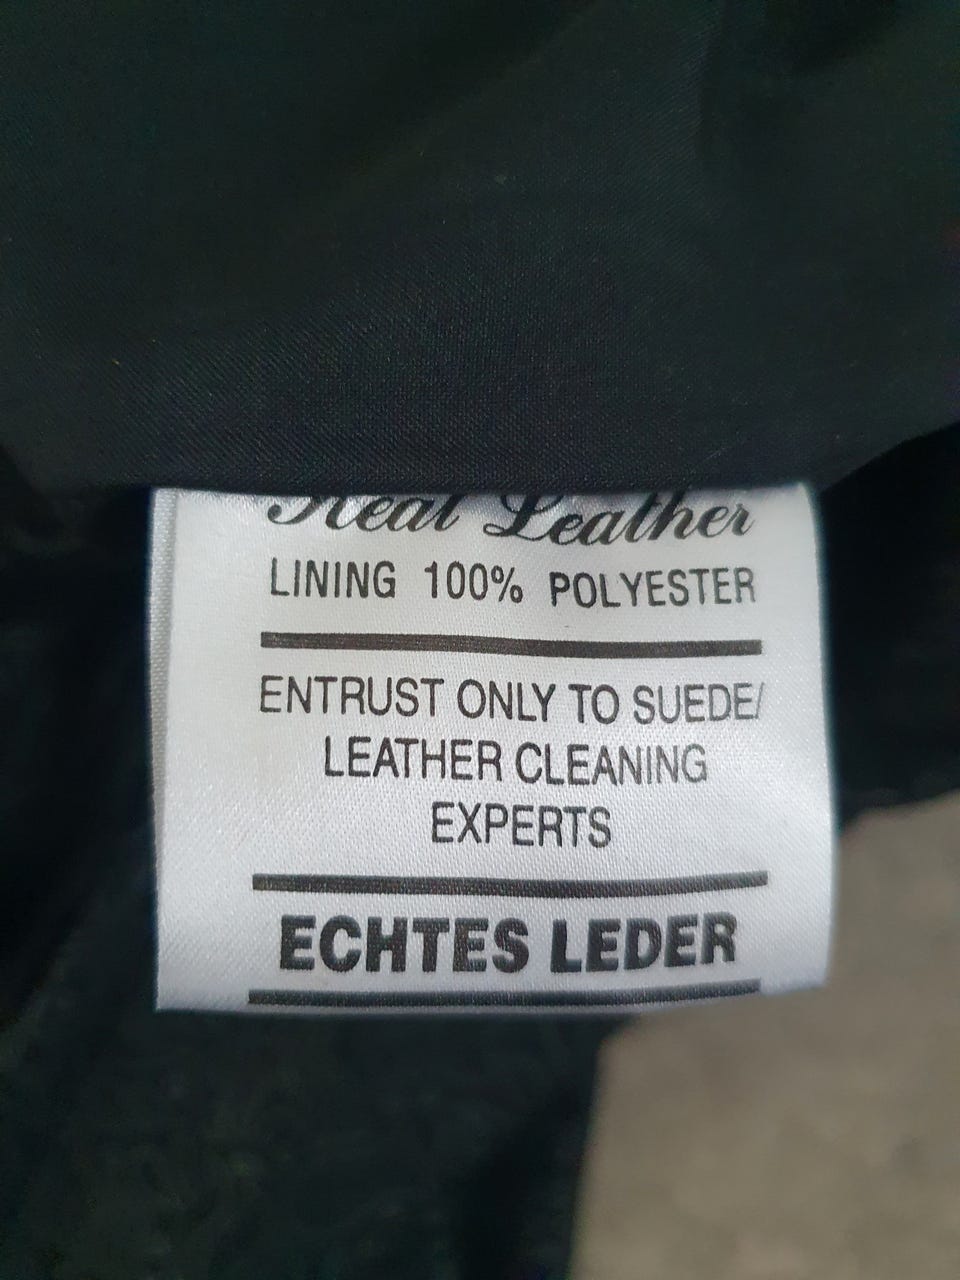 Real Leather
LINING 100% POLYESTER
ENTRUST ONLY TO SUEDE/
LEATHER CLEANING
EXPERTS
ECHTES LEDER